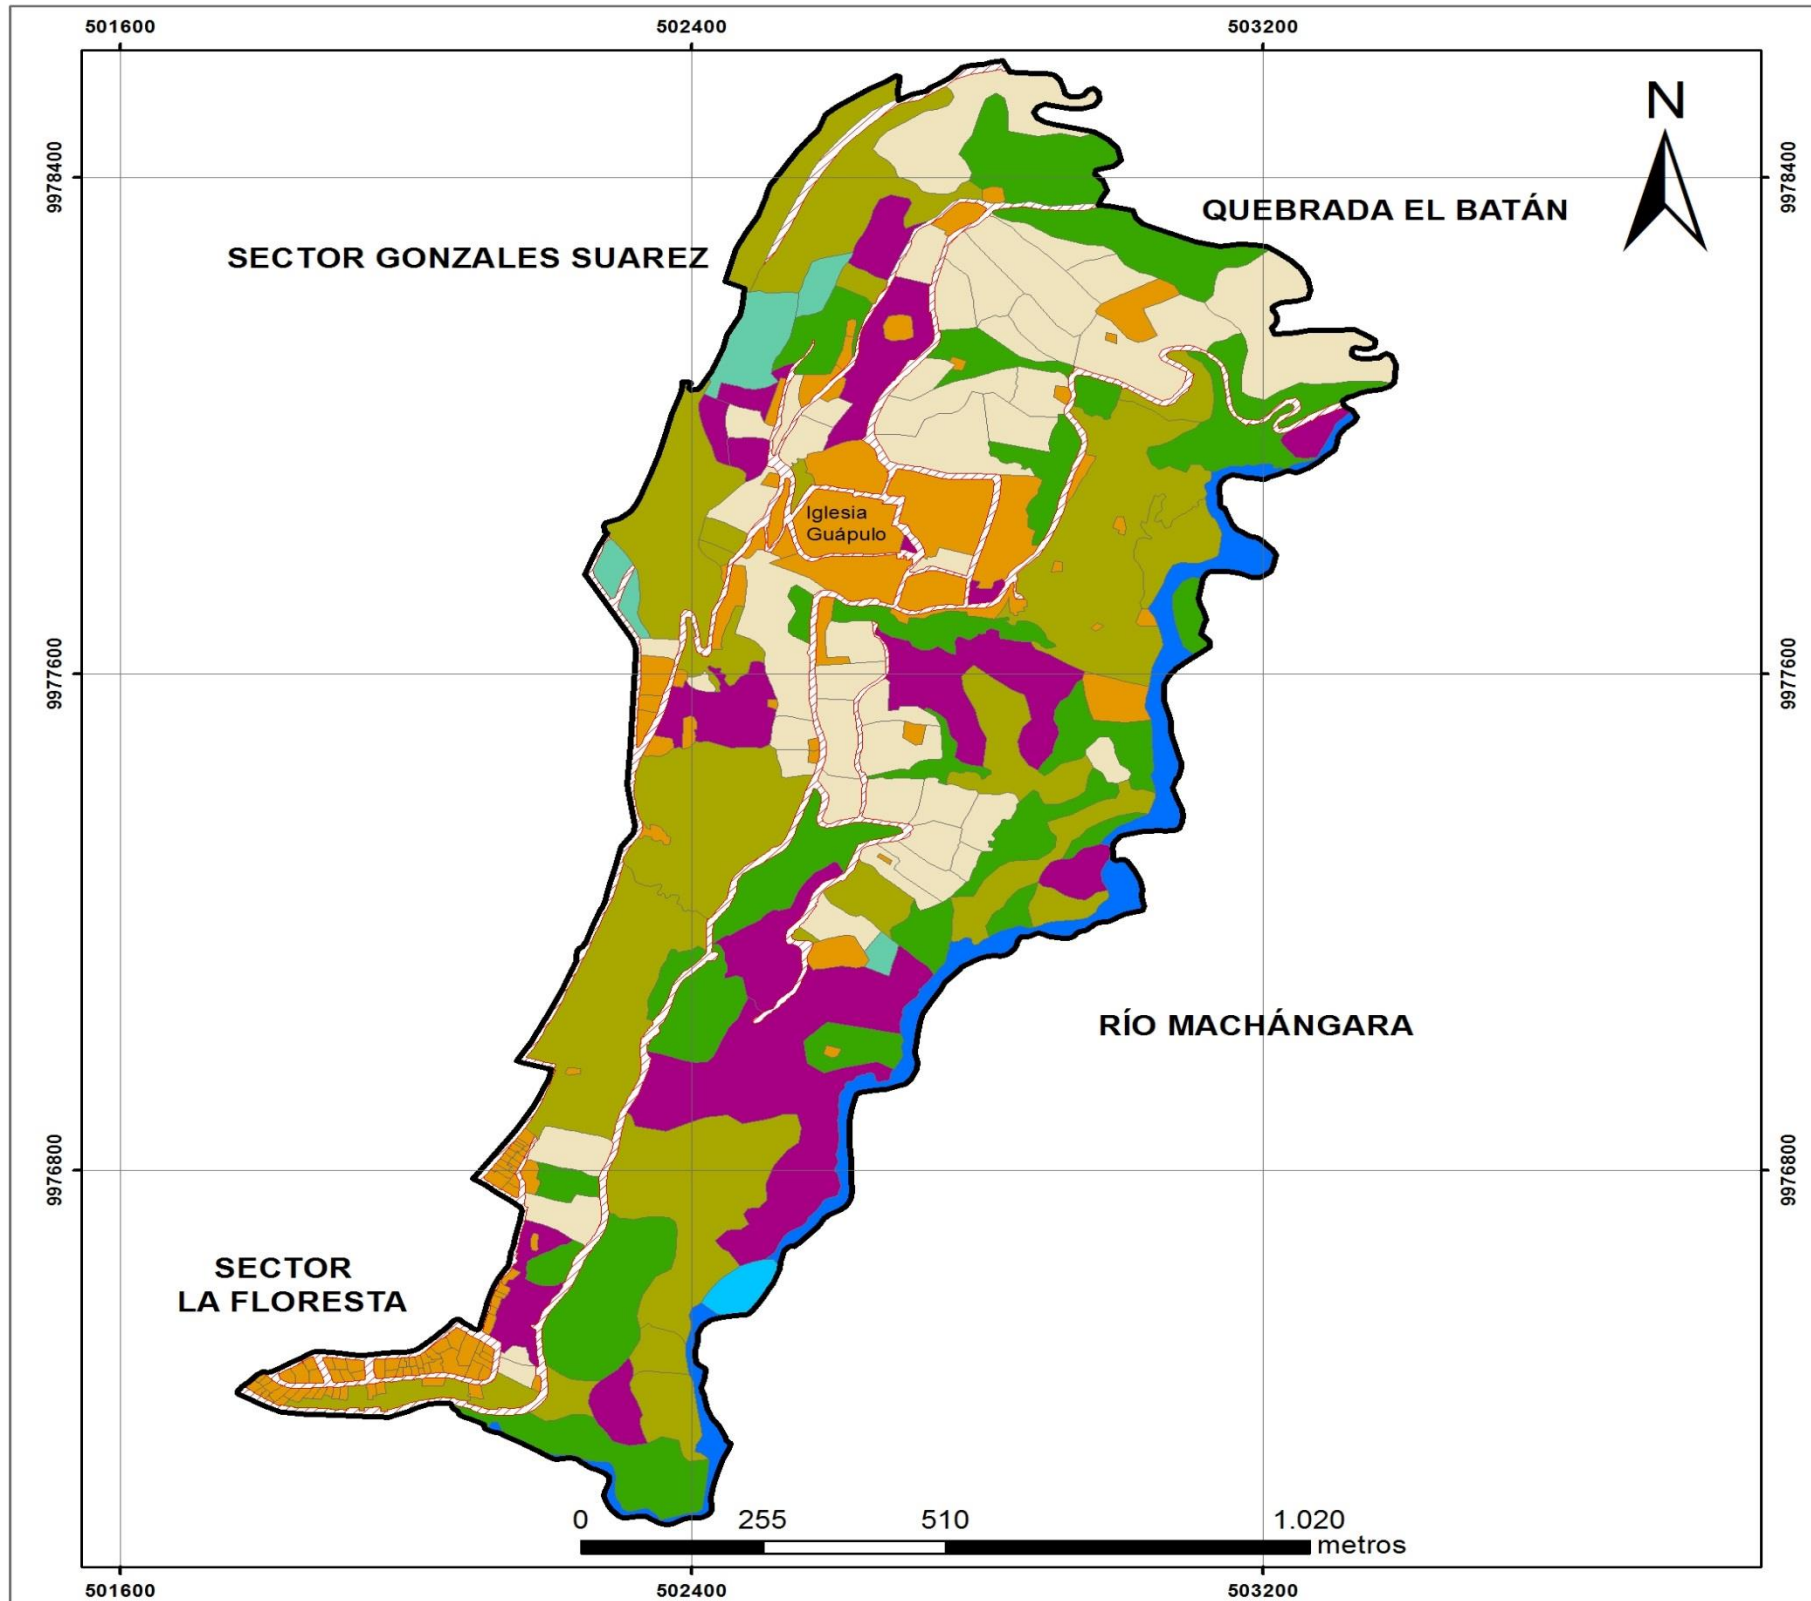 501600 502400 503200
N
9978400 9978400
QUEBRADA EL BATÁN
SECTOR GONZALES SUAREZ
Iglesia
Guápulo
9977600 9977600
RÍO MACHÁNGARA
9976800 9976800
SECTOR
LA FLORESTA
0 255 510 1.020
metros
501600 502400 503200